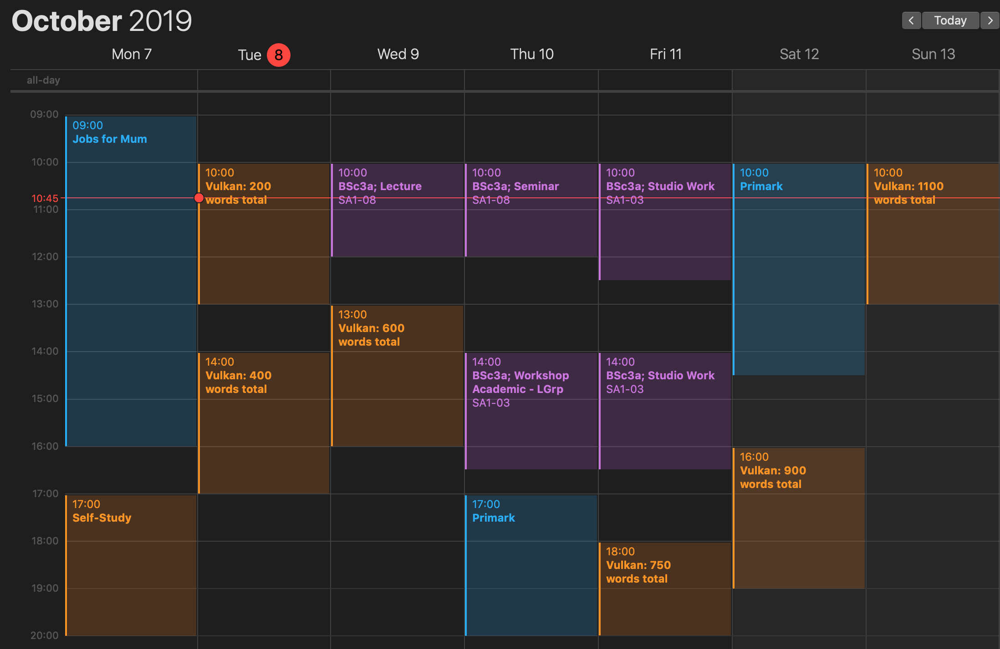 October 2019
Today
Mon 7
Tue 8
Wed 9
Thu 10
Fri 11
Sat 12
Sun 13
all-day
09:00
10:00
10:45
11:00
12:00
13:00
14:00
15:00
16:00
17:00
18:00
19:00
20:00
09:00
Jobs for Mum
17:00
Self-Study
10:00
Vulkan: 200
words total
14:00
Vulkan: 400
words total
10:00
BSc3a; Lecture
SA1-08
13:00
Vulkan: 600
words total
10:00
BSc3a; Seminar
SA1-08
14:00
BSc3a; Workshop
Academic - LGrp
SA1-03
17:00
Primark
10:00
BSc3a; Studio Work
SA1-03
14:00
BSc3a; Studio Work
SA1-03
18:00
Vulkan: 750
words total
10:00
Primark
16:00
Vulkan: 900
words total
10:00
Vulkan: 1100
words total